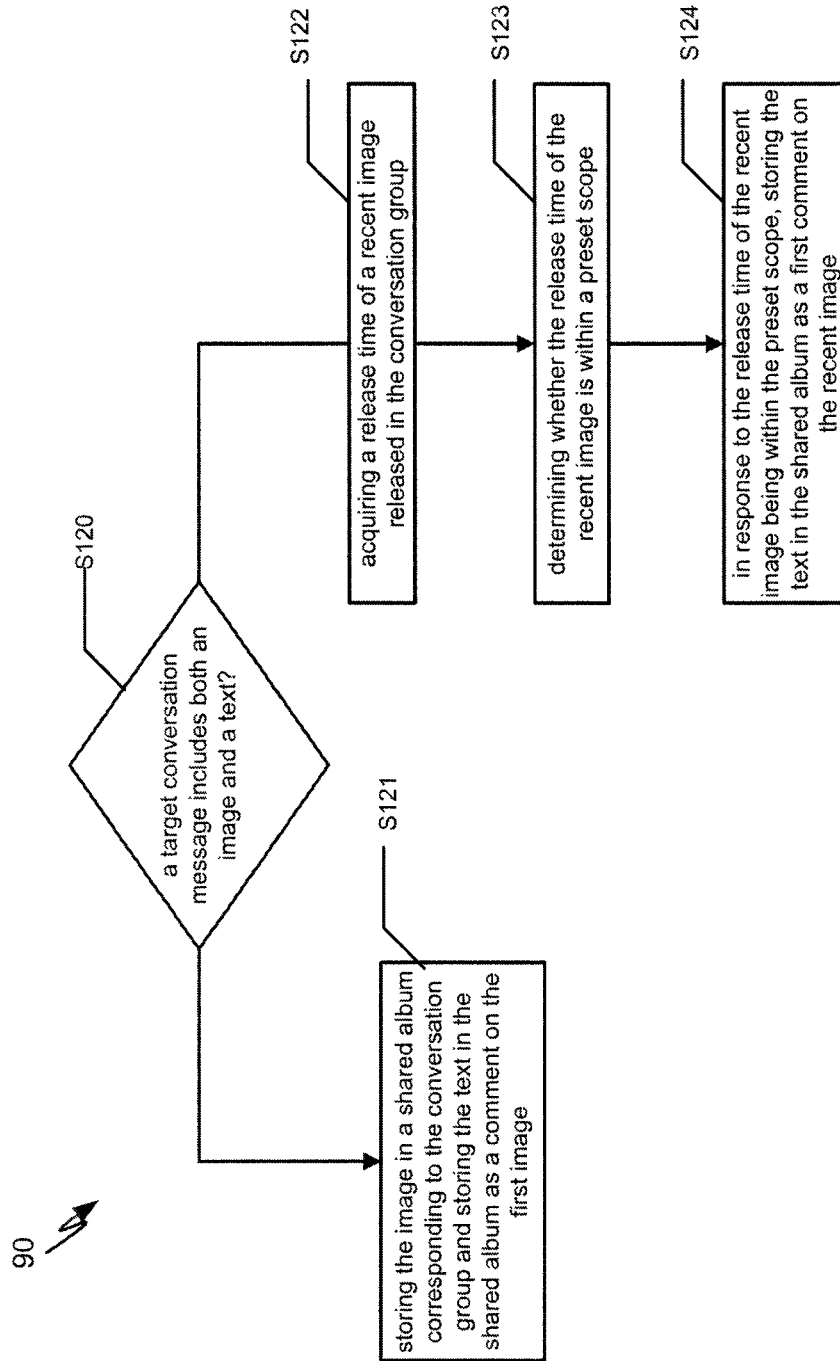 90
S120
a target conversation
message includes both an
image and a text?
S121
storing the image in a shared album
corresponding to the conversation
group and storing the text in the
shared album as a comment on the
first image
S122
acquiring a release time of a recent image
released in the conversation group
S123
determining whether the release time of the
recent image is within a preset scope
S124
in response to the release time of the recent
image being within the preset scope, storing the
text in the shared album as a first comment on
the recent image